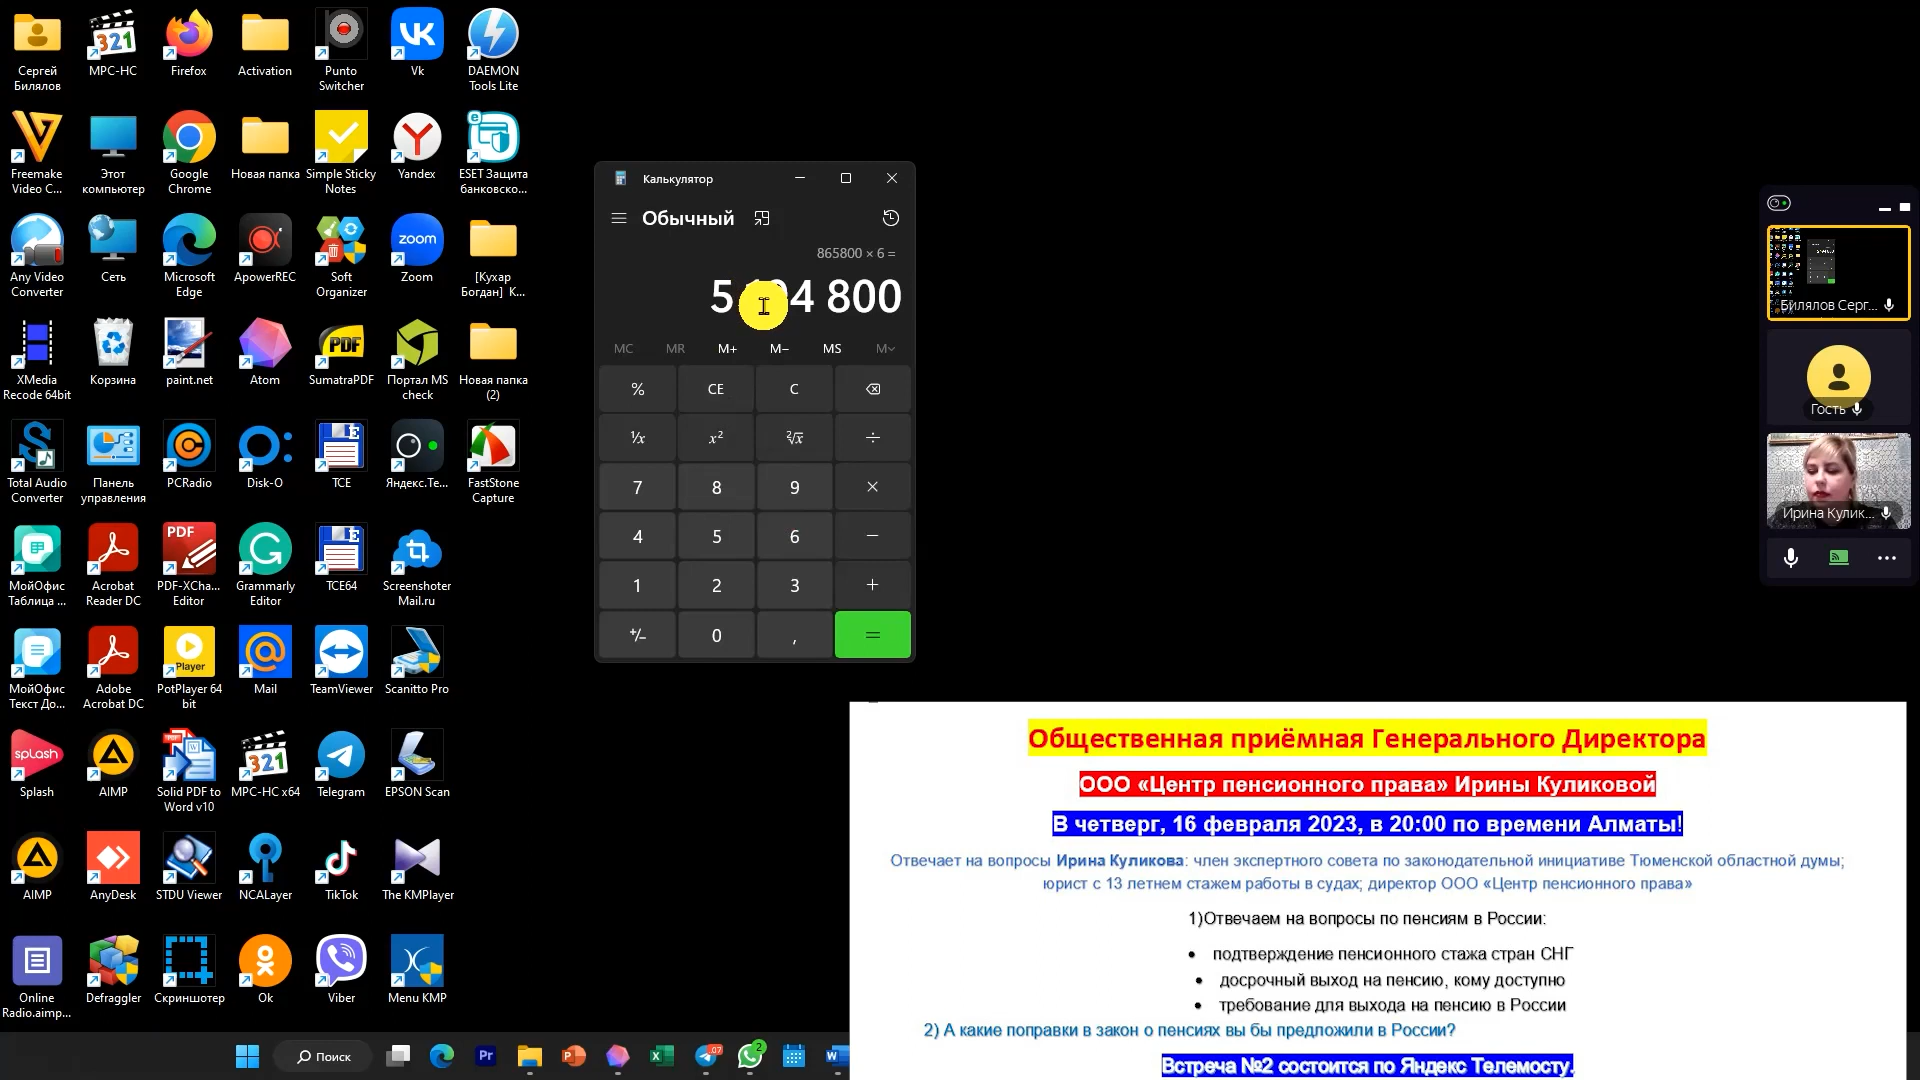 Сергей Билялов
MPC-HC
Firefox
Activation
Punto Switcher
Vk
DAEMON Tools Lite
Freemake Video C...
Этот компьютер
Google Chrome
Новая папка
Simple Sticky Notes
Yandex
ESET Защита банковско...
Any Video Converter
Сеть
Microsoft Edge
ApowerREC
Soft Organizer
zoom
Zoom
[Кухар Богдан] К...
XMedia Recode 64bit
Корзина
paint.net
Atom
PDF
SumatraPDF
Портал MS check
Новая папка (2)
Total Audio Converter
Панель управления
PCRadio
Disk-O
TCE
Яндекс.Те...
FastStone Capture
МойОфис Таблица ...
Acrobat Reader DC
PDF
PDF-XCha... Editor
Grammarly Editor
TCE64
Screenshoter Mail.ru
МойОфис Текст До...
Adobe Acrobat DC
Player
PotPlayer 64 bit
Mail
TeamViewer
Scanitto Pro
splash
Splash
AIMP
Solid PDF to Word v10
321
MPC-HC x64
Telegram
EPSON Scan
AIMP
AnyDesk
STDU Viewer
NCALayer
TikTok
The KMPlayer
Online Radio.aimp...
Defraggler
Скриншотер
Ok
Viber
Menu KMP
Калькулятор
Обычный
865800 × 6 =
800
MC MR M+ M− MS M
% CE C
¹/x x² ²√x ÷
7 8 9 ×
4 5 6 −
1 2 3 +
+/− 0 , =
Билялов Серг...
Гость
Ирина Кулик...
Общественная приёмная Генерального Директора
ООО «Центр пенсионного права» Ирины Куликовой
В четверг, 16 февраля 2023, в 20:00 по времени Алматы!
Отвечает на вопросы Ирина Куликова: член экспертного совета по законодательной инициативе Тюменской областной думы;
юрист с 13 летнем стажем работы в судах; директор ООО «Центр пенсионного права»
1)Отвечаем на вопросы по пенсиям в России:
• подтверждение пенсионного стажа стран СНГ
• досрочный выход на пенсию, кому доступно
• требование для выхода на пенсию в России
2) А какие поправки в закон о пенсиях вы бы предложили в России?
Встреча №2 состоится по Яндекс Телемосту.
Поиск